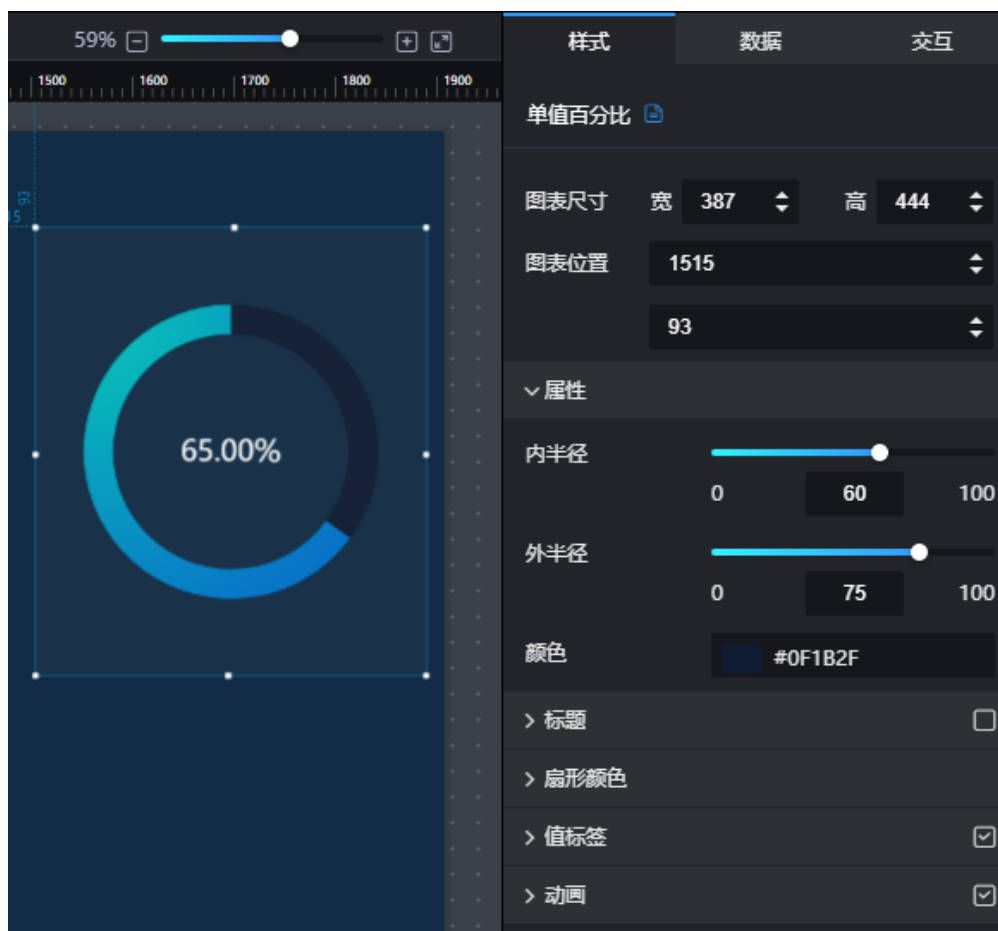 59%
1500 1600 1700 1800 1900
93
15
65.00%
样式 数据 交互
单值百分比
图表尺寸 宽 387 高 444
图表位置 1515
93
属性
内半径
0 60 100
外半径
0 75 100
颜色 #0F1B2F
标题
扇形颜色
值标签
动画